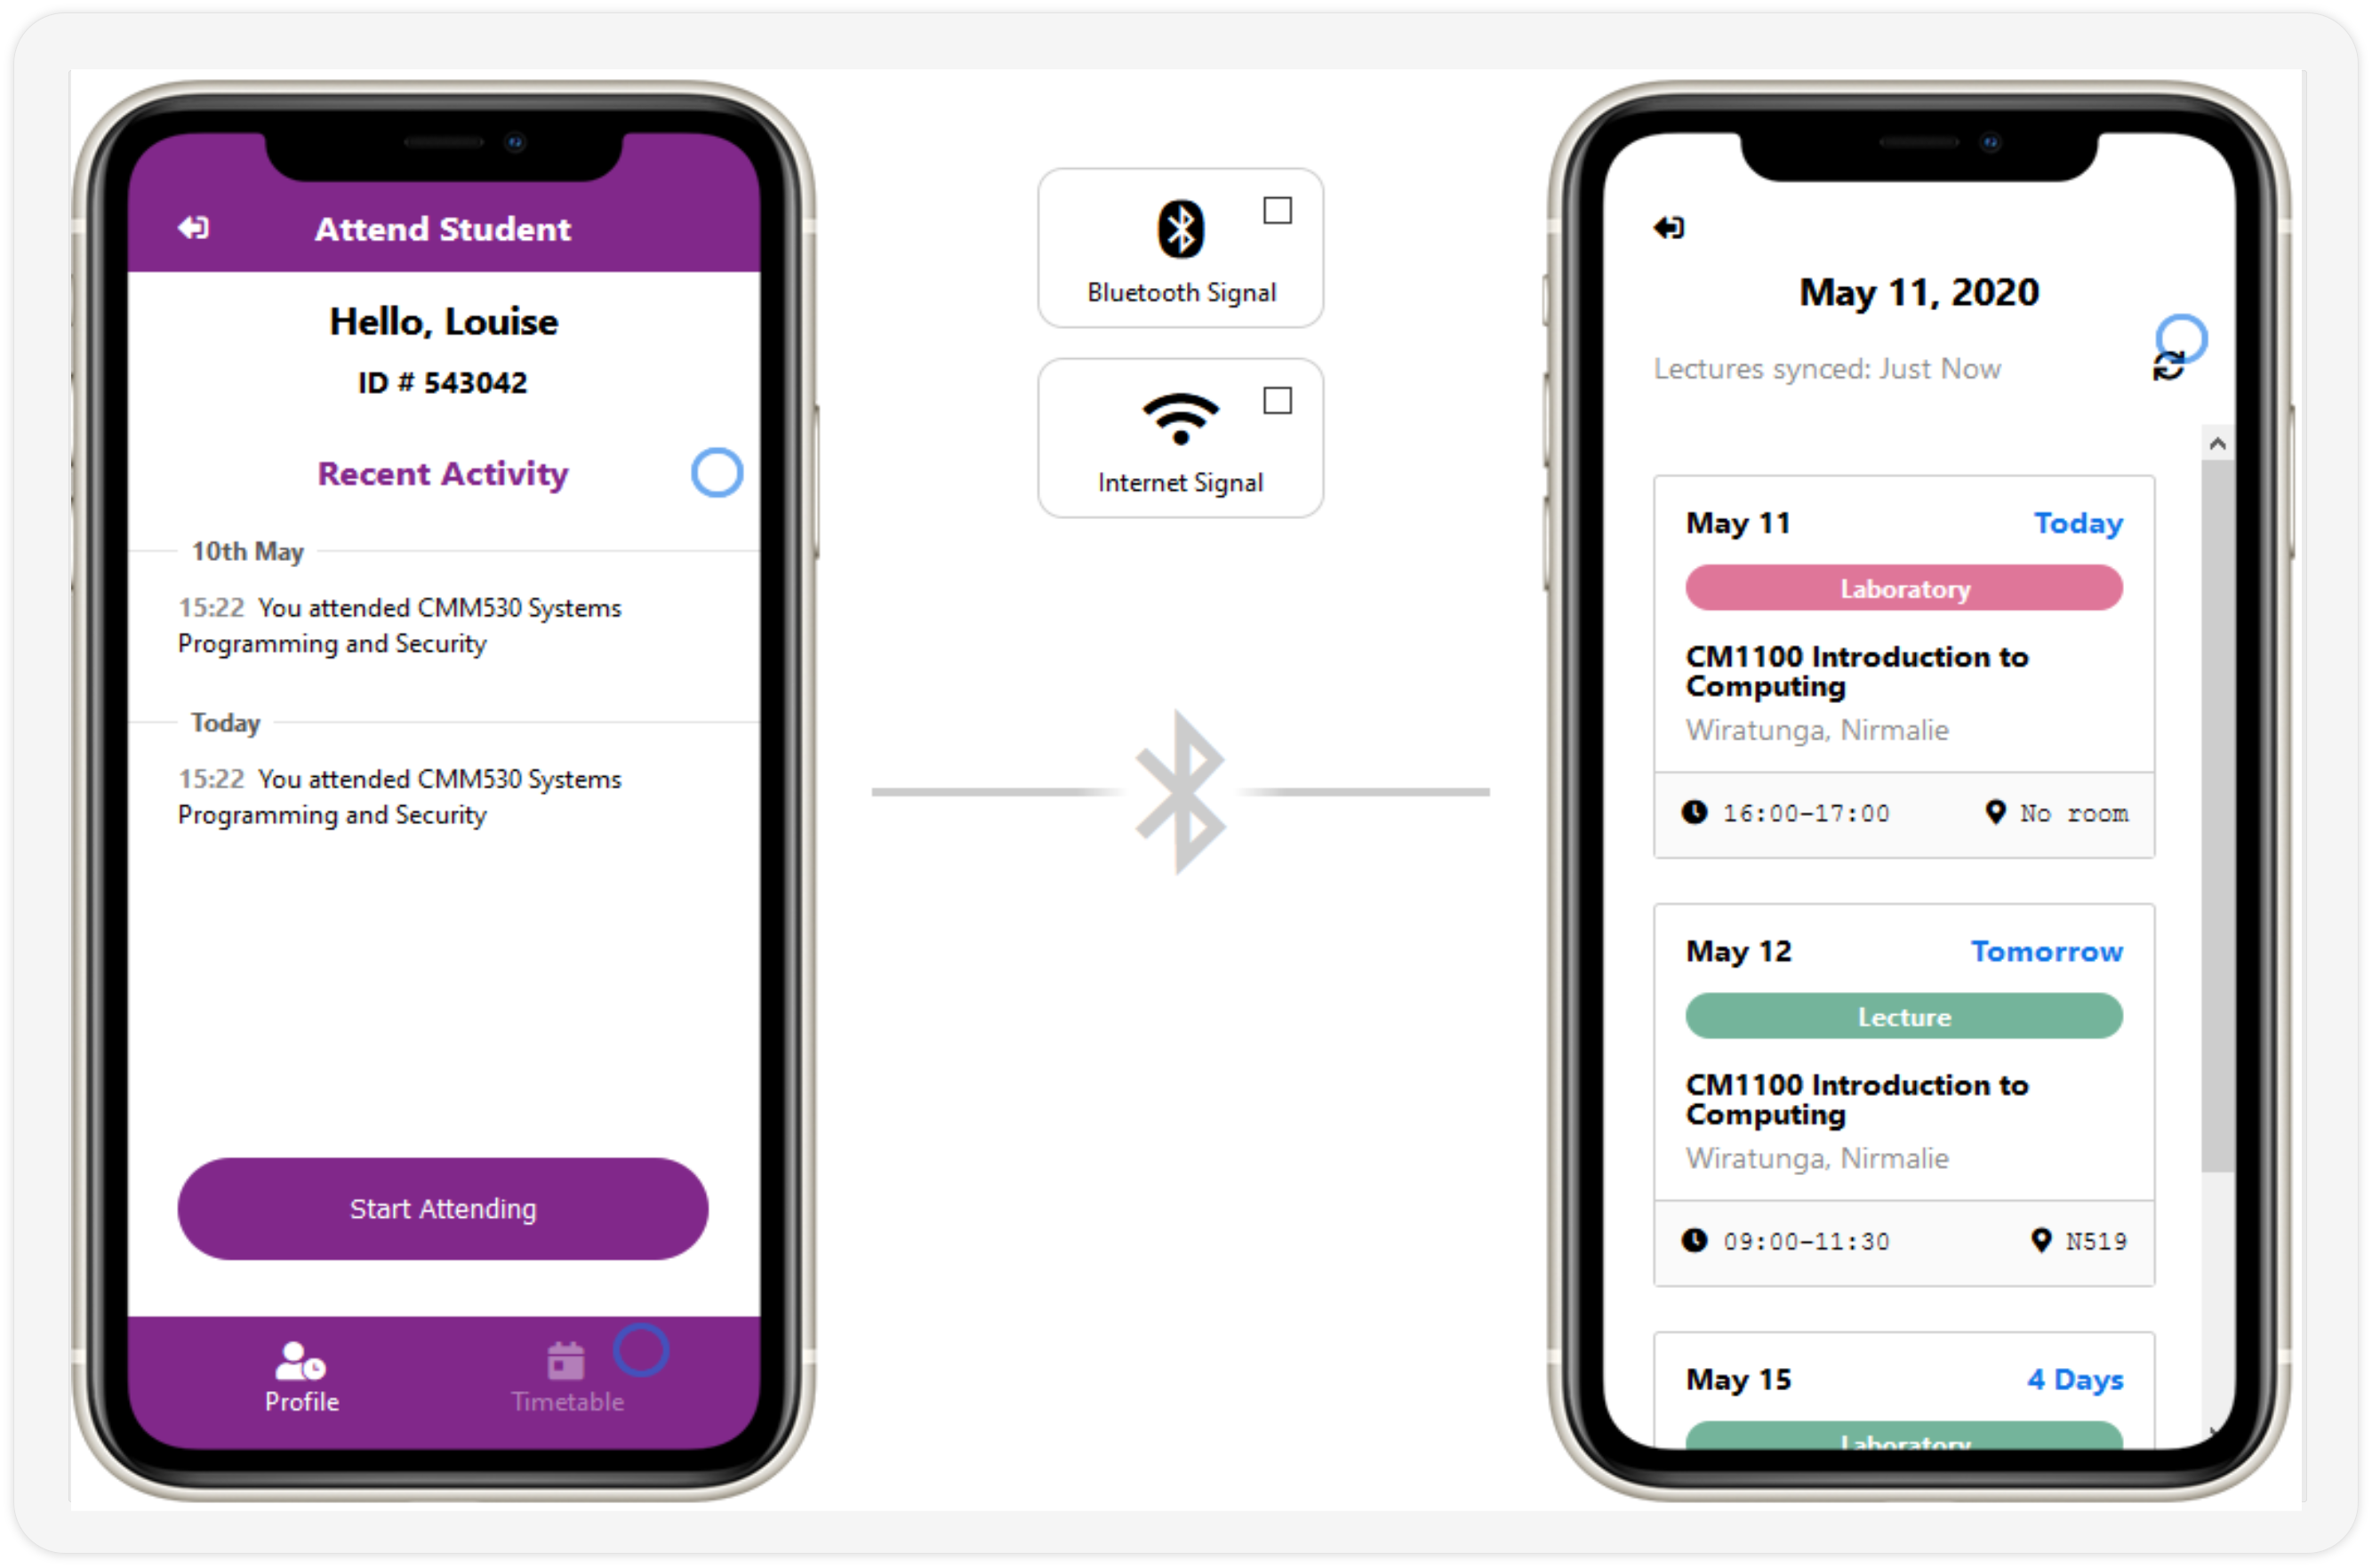 Attend Student
Hello, Louise
ID # 543042
Recent Activity
10th May
15:22 You attended CMM530 Systems
Programming and Security
Today
15:22 You attended CMM530 Systems
Programming and Security
Start Attending
Profile
Timetable
Bluetooth Signal
Internet Signal
May 11, 2020
Lectures synced: Just Now
May 11 Today
Laboratory
CM1100 Introduction to
Computing
Wiratunga, Nirmalie
16:00-17:00 No room
May 12 Tomorrow
Lecture
CM1100 Introduction to
Computing
Wiratunga, Nirmalie
09:00-11:30 N519
May 15 4 Days
Laboratory